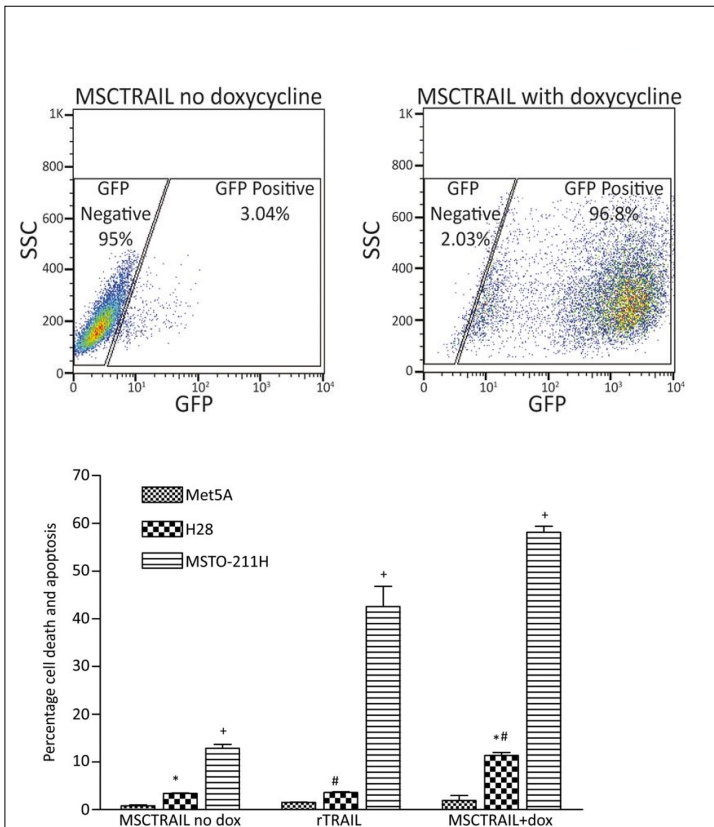 MSCTRAIL no doxycycline
1K
800
600
400
200
0
SSC
GFP
Negative
95%
GFP Positive
3.04%
0 10¹ 10² 10³ 10⁴
GFP
MSCTRAIL with doxycycline
1K
800
600
400
200
0
SSC
GFP
Negative
2.03%
GFP Positive
96.8%
0 10¹ 10² 10³ 10⁴
GFP
Percentage cell death and apoptosis
70
60
50
40
30
20
10
0
Met5A
H28
MSTO-211H
* +
# +
*# +
MSCTRAIL no dox rTRAIL MSCTRAIL+dox